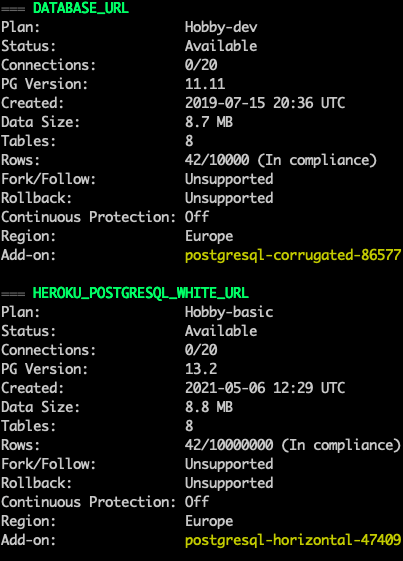 === DATABASE_URL
Plan:                  Hobby-dev
Status:                Available
Connections:           0/20
PG Version:            11.11
Created:               2019-07-15 20:36 UTC
Data Size:             8.7 MB
Tables:                8
Rows:                  42/10000 (In compliance)
Fork/Follow:           Unsupported
Rollback:              Unsupported
Continuous Protection: Off
Region:                Europe
Add-on:                postgresql-corrugated-86577

=== HEROKU_POSTGRESQL_WHITE_URL
Plan:                  Hobby-basic
Status:                Available
Connections:           0/20
PG Version:            13.2
Created:               2021-05-06 12:29 UTC
Data Size:             8.8 MB
Tables:                8
Rows:                  42/10000000 (In compliance)
Fork/Follow:           Unsupported
Rollback:              Unsupported
Continuous Protection: Off
Region:                Europe
Add-on:                postgresql-horizontal-47409